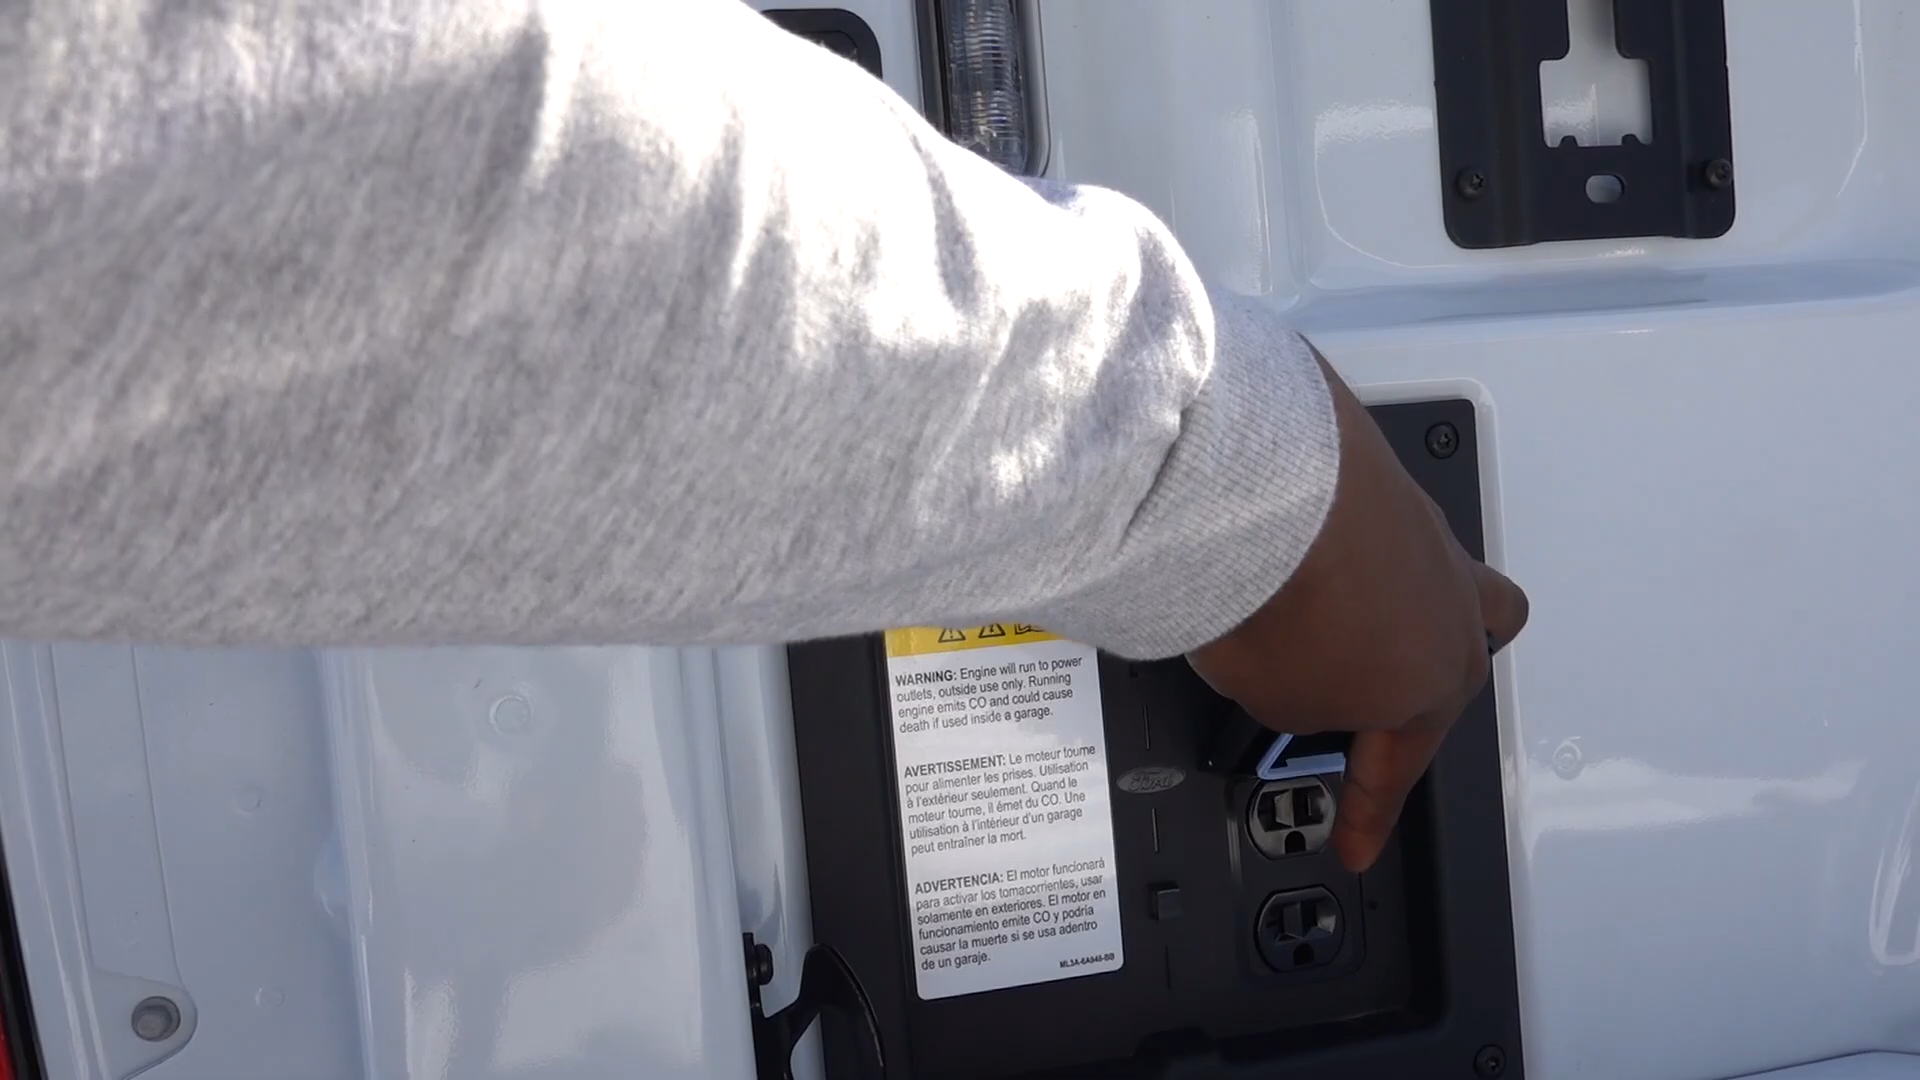 WARNING: Engine will run to power
outlets, outside use only. Running
engine emits CO and could cause
death if used inside a garage.
AVERTISSEMENT: Le moteur tourne
pour alimenter les prises. Utilisation
à l'extérieur seulement. Quand le
moteur tourne, il émet du CO. Une
utilisation à l'intérieur d'un garage
peut entraîner la mort.
ADVERTENCIA: El motor funcionará
para activar los tomacorrientes, usar
solamente en exteriores. El motor en
funcionamiento emite CO y podría
causar la muerte si se usa adentro
de un garaje.
ML3A-6A946-BB
Ford